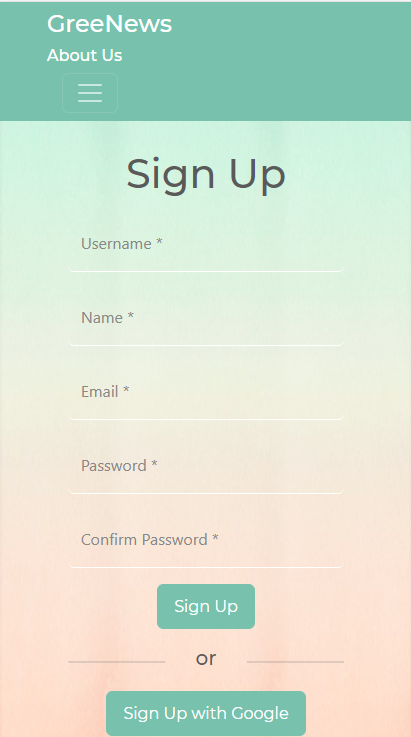 GreeNews
About Us
Sign Up
Username *
Name *
Email *
Password *
Confirm Password *
Sign Up
or
Sign Up with Google